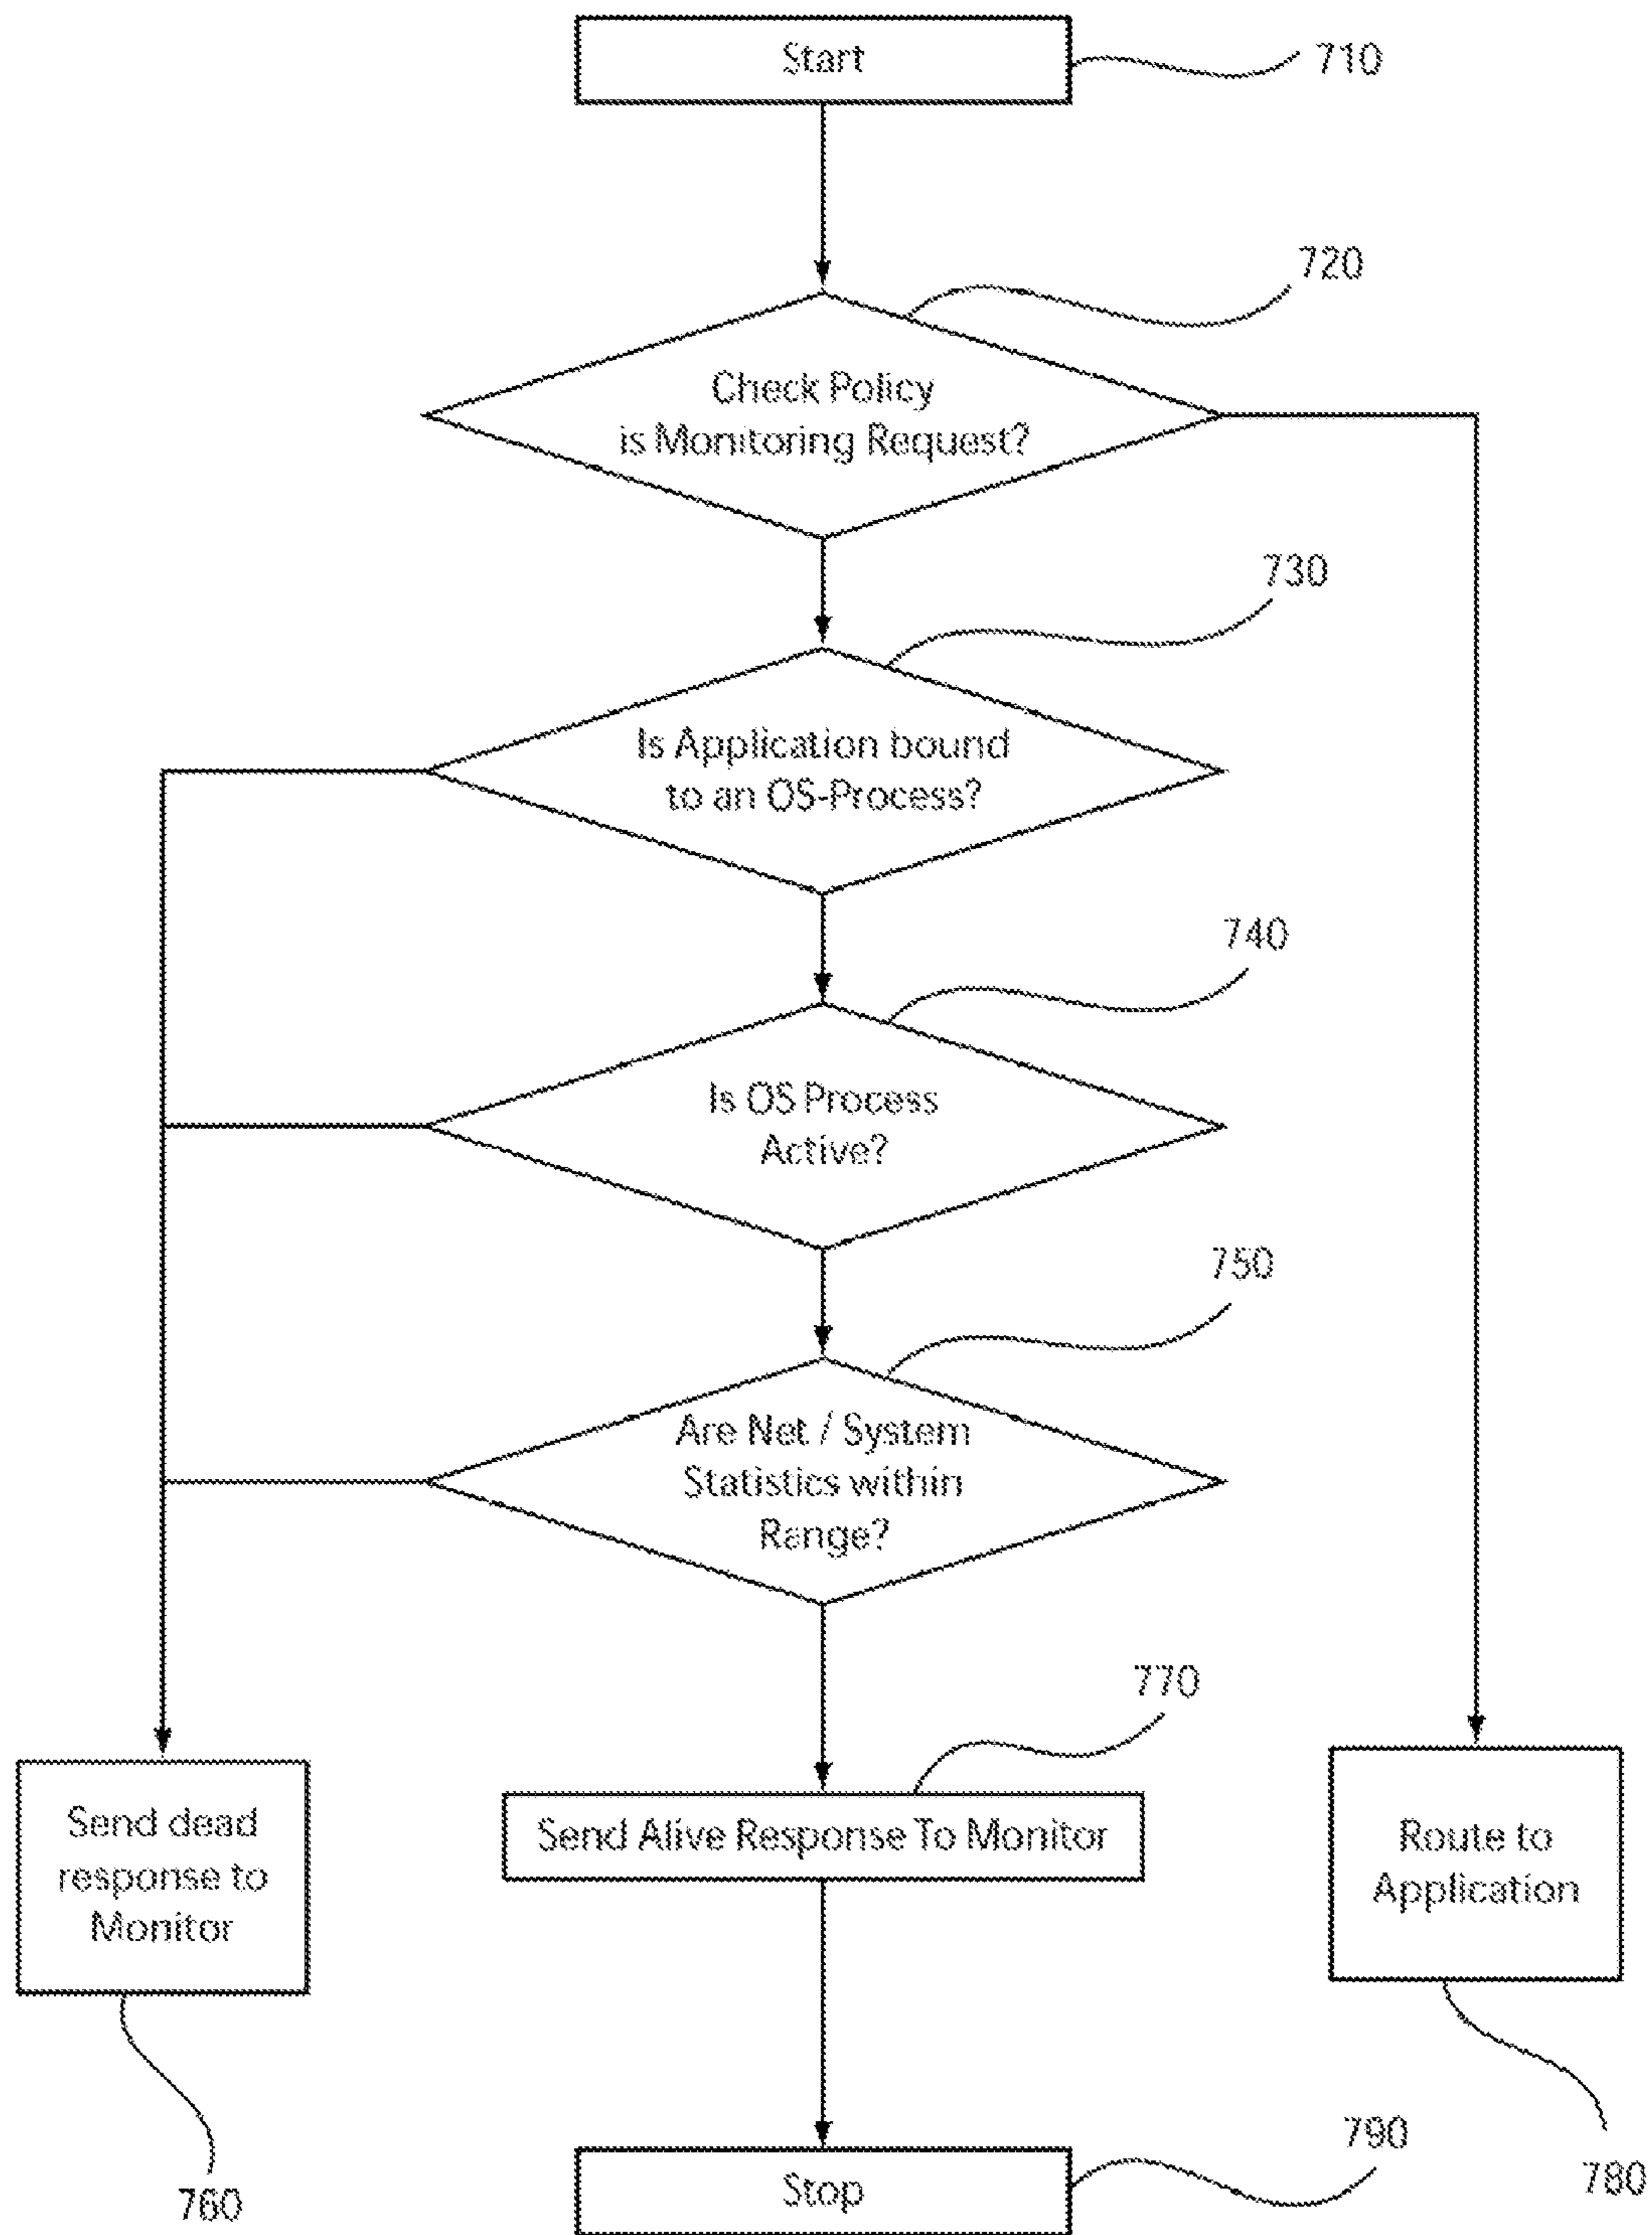 Start
710
720
Check Policy
is Monitoring Request?
730
Is Application bound
to an OS-Process?
740
Is OS Process
Active?
750
Are Net / System
Statistics within
Range?
770
Send dead
response to
Monitor
Send Alive Response To Monitor
Route to
Application
760
Stop
790
780